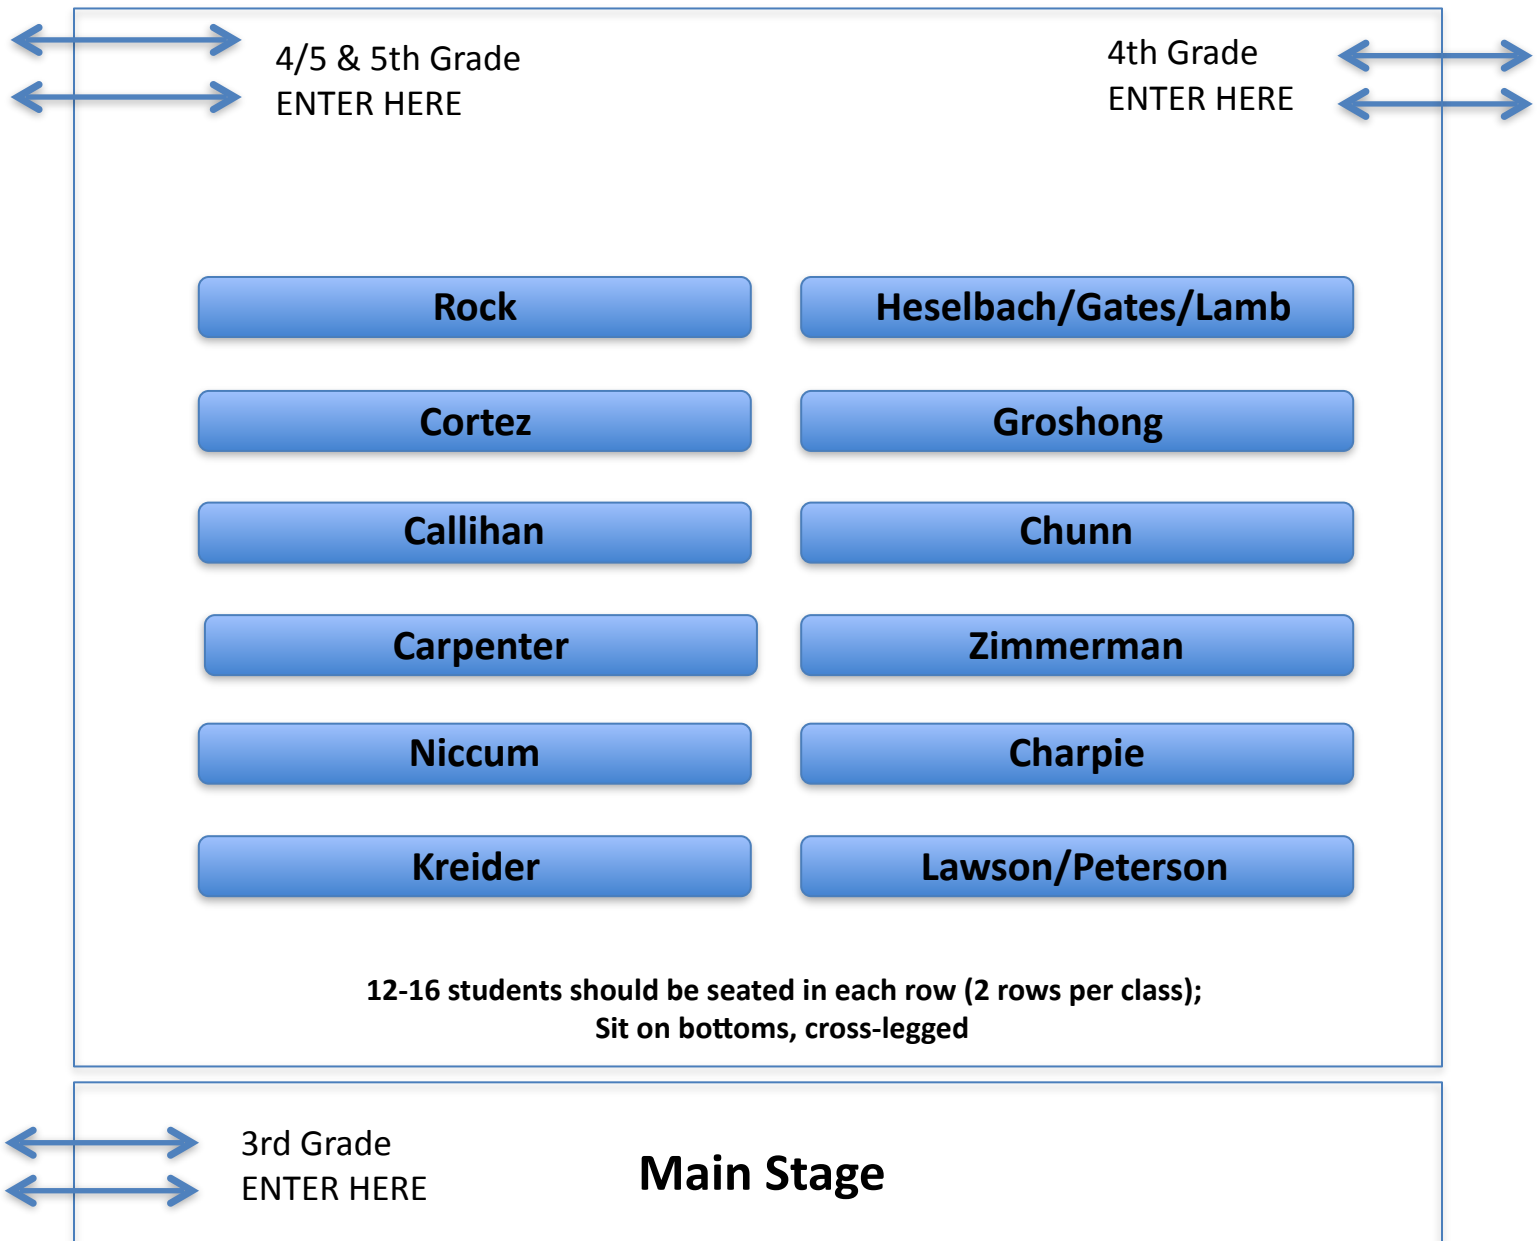 4/5 & 5th Grade
ENTER HERE
4th Grade
ENTER HERE
Rock
Heselbach/Gates/Lamb
Cortez
Groshong
Callihan
Chunn
Carpenter
Zimmerman
Niccum
Charpie
Kreider
Lawson/Peterson
12-16 students should be seated in each row (2 rows per class);
Sit on bottoms, cross-legged
3rd Grade
ENTER HERE
Main Stage